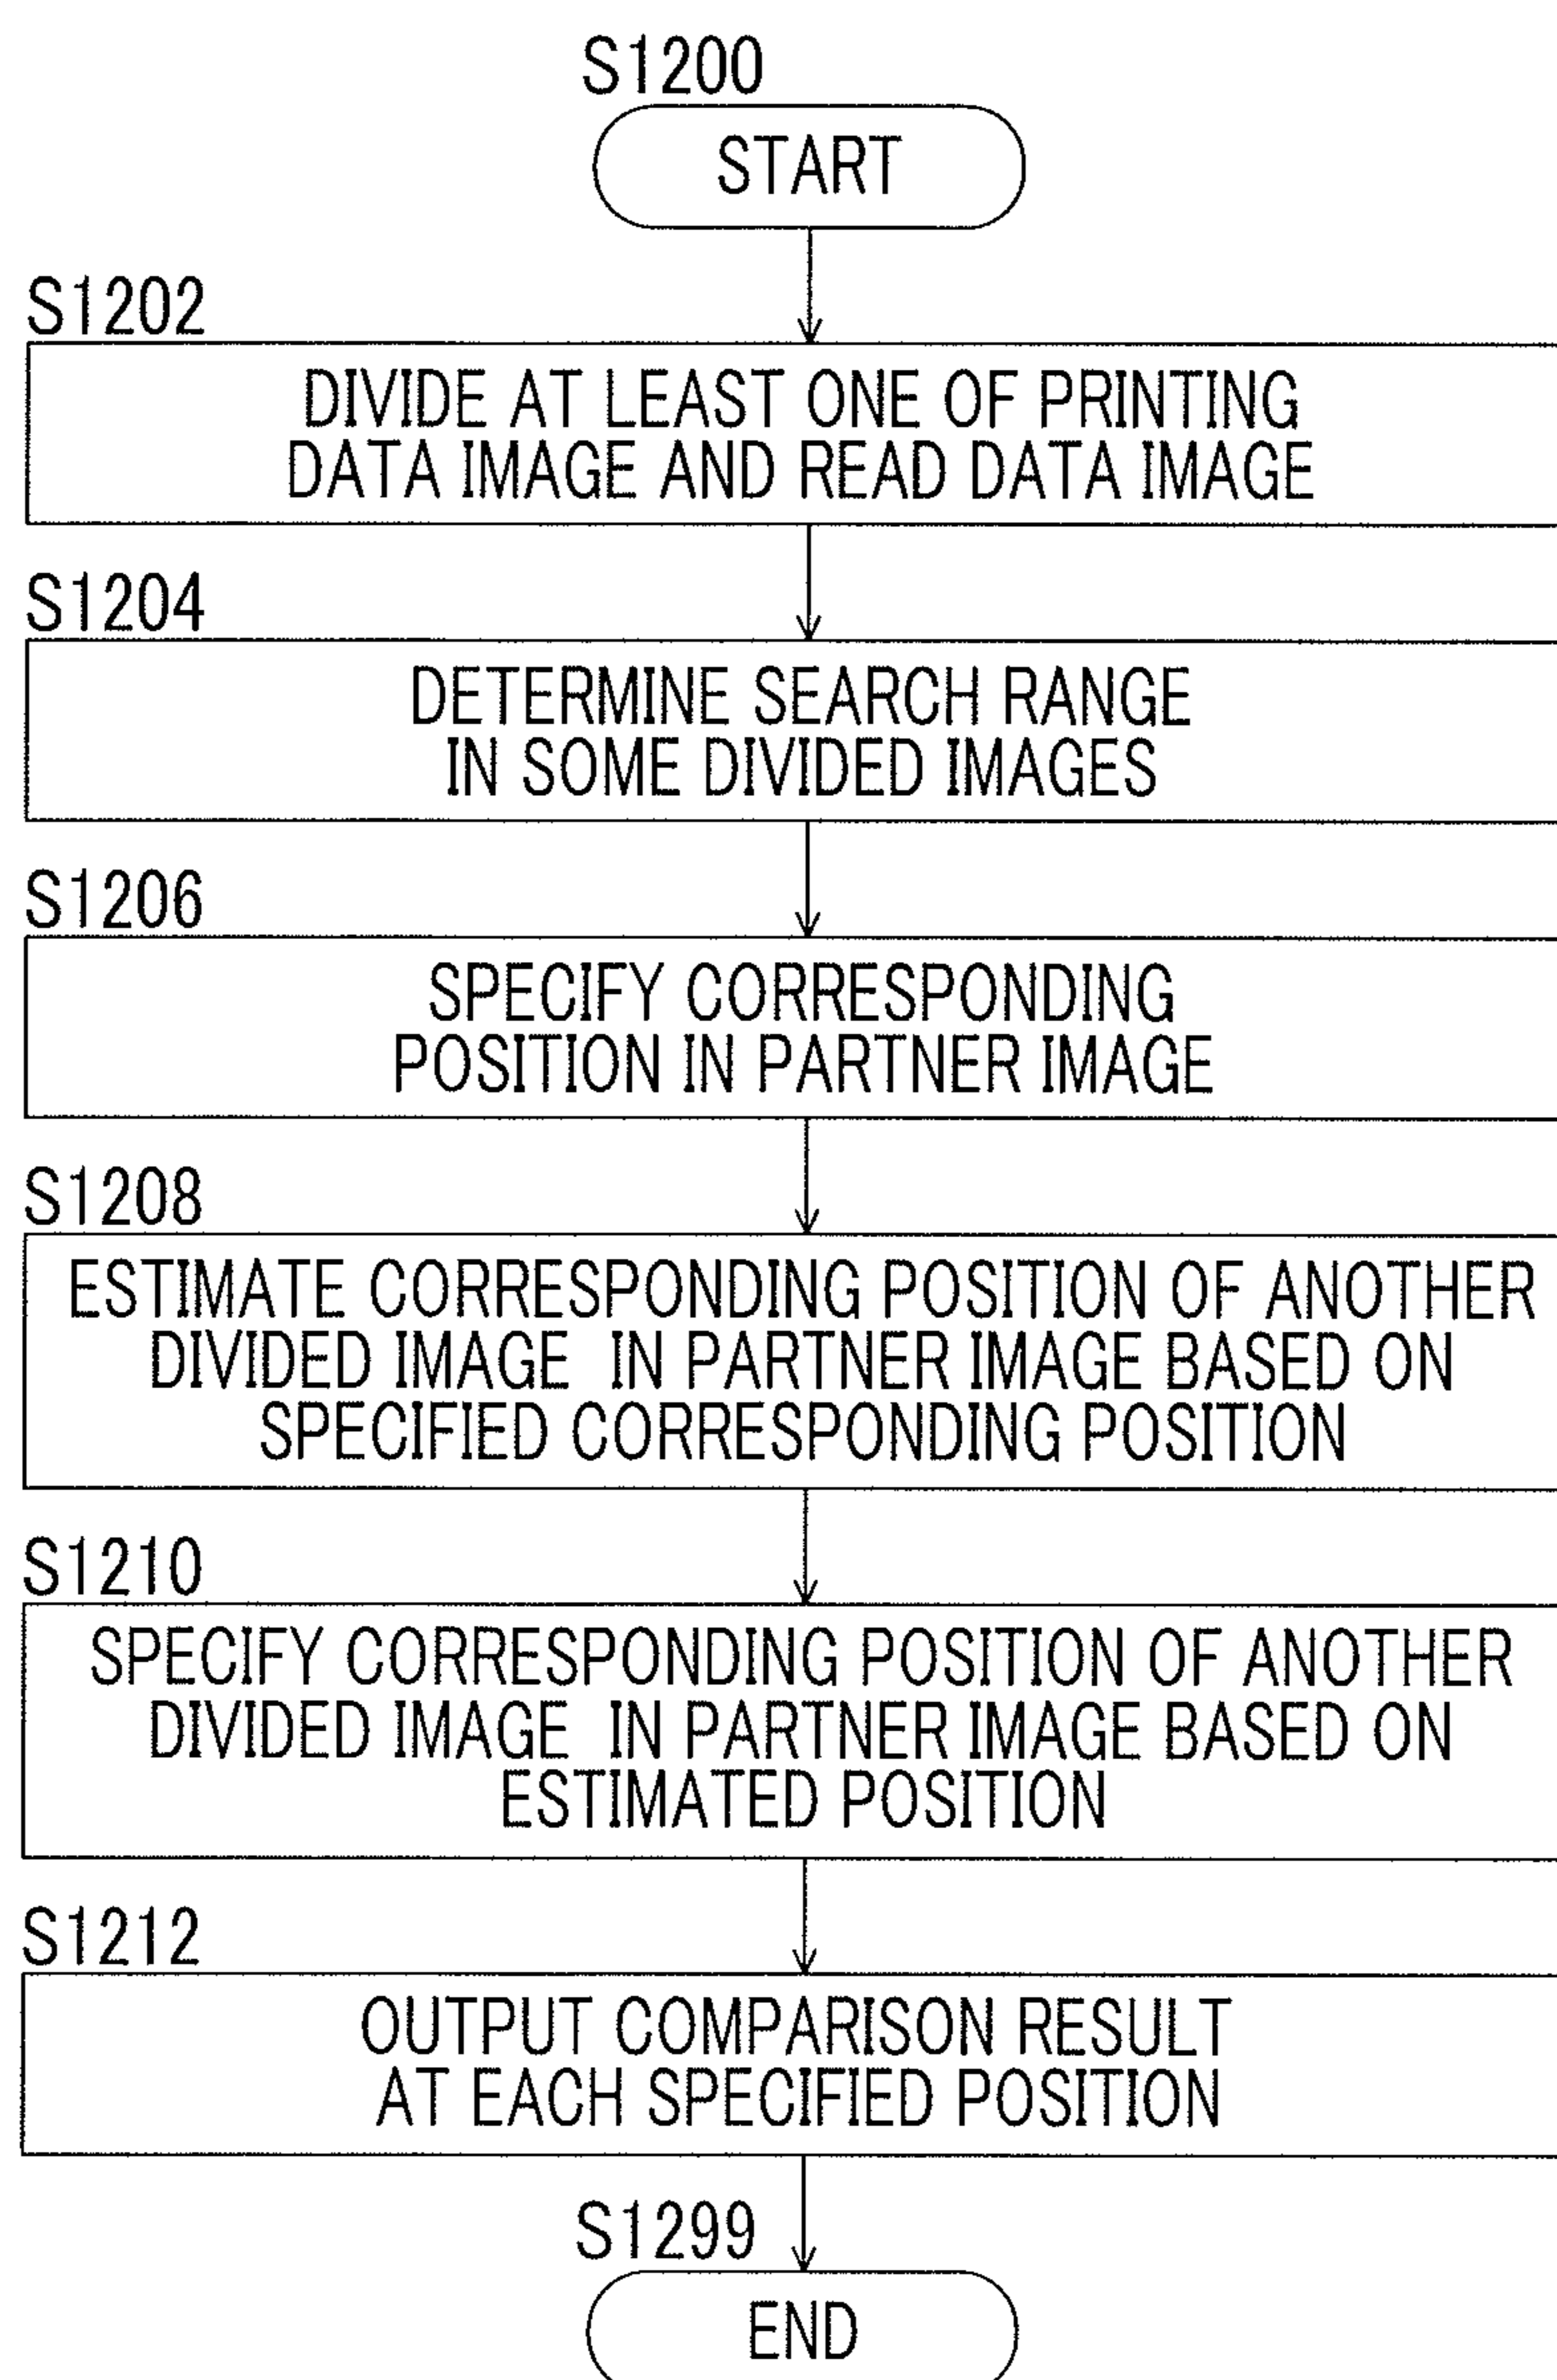 S1200
START
S1202
DIVIDE AT LEAST ONE OF PRINTING
DATA IMAGE AND READ DATA IMAGE
S1204
DETERMINE SEARCH RANGE
IN SOME DIVIDED IMAGES
S1206
SPECIFY CORRESPONDING
POSITION IN PARTNER IMAGE
S1208
ESTIMATE CORRESPONDING POSITION OF ANOTHER
DIVIDED IMAGE IN PARTNER IMAGE BASED ON
SPECIFIED CORRESPONDING POSITION
S1210
SPECIFY CORRESPONDING POSITION OF ANOTHER
DIVIDED IMAGE IN PARTNER IMAGE BASED ON
ESTIMATED POSITION
S1212
OUTPUT COMPARISON RESULT
AT EACH SPECIFIED POSITION
S1299
END